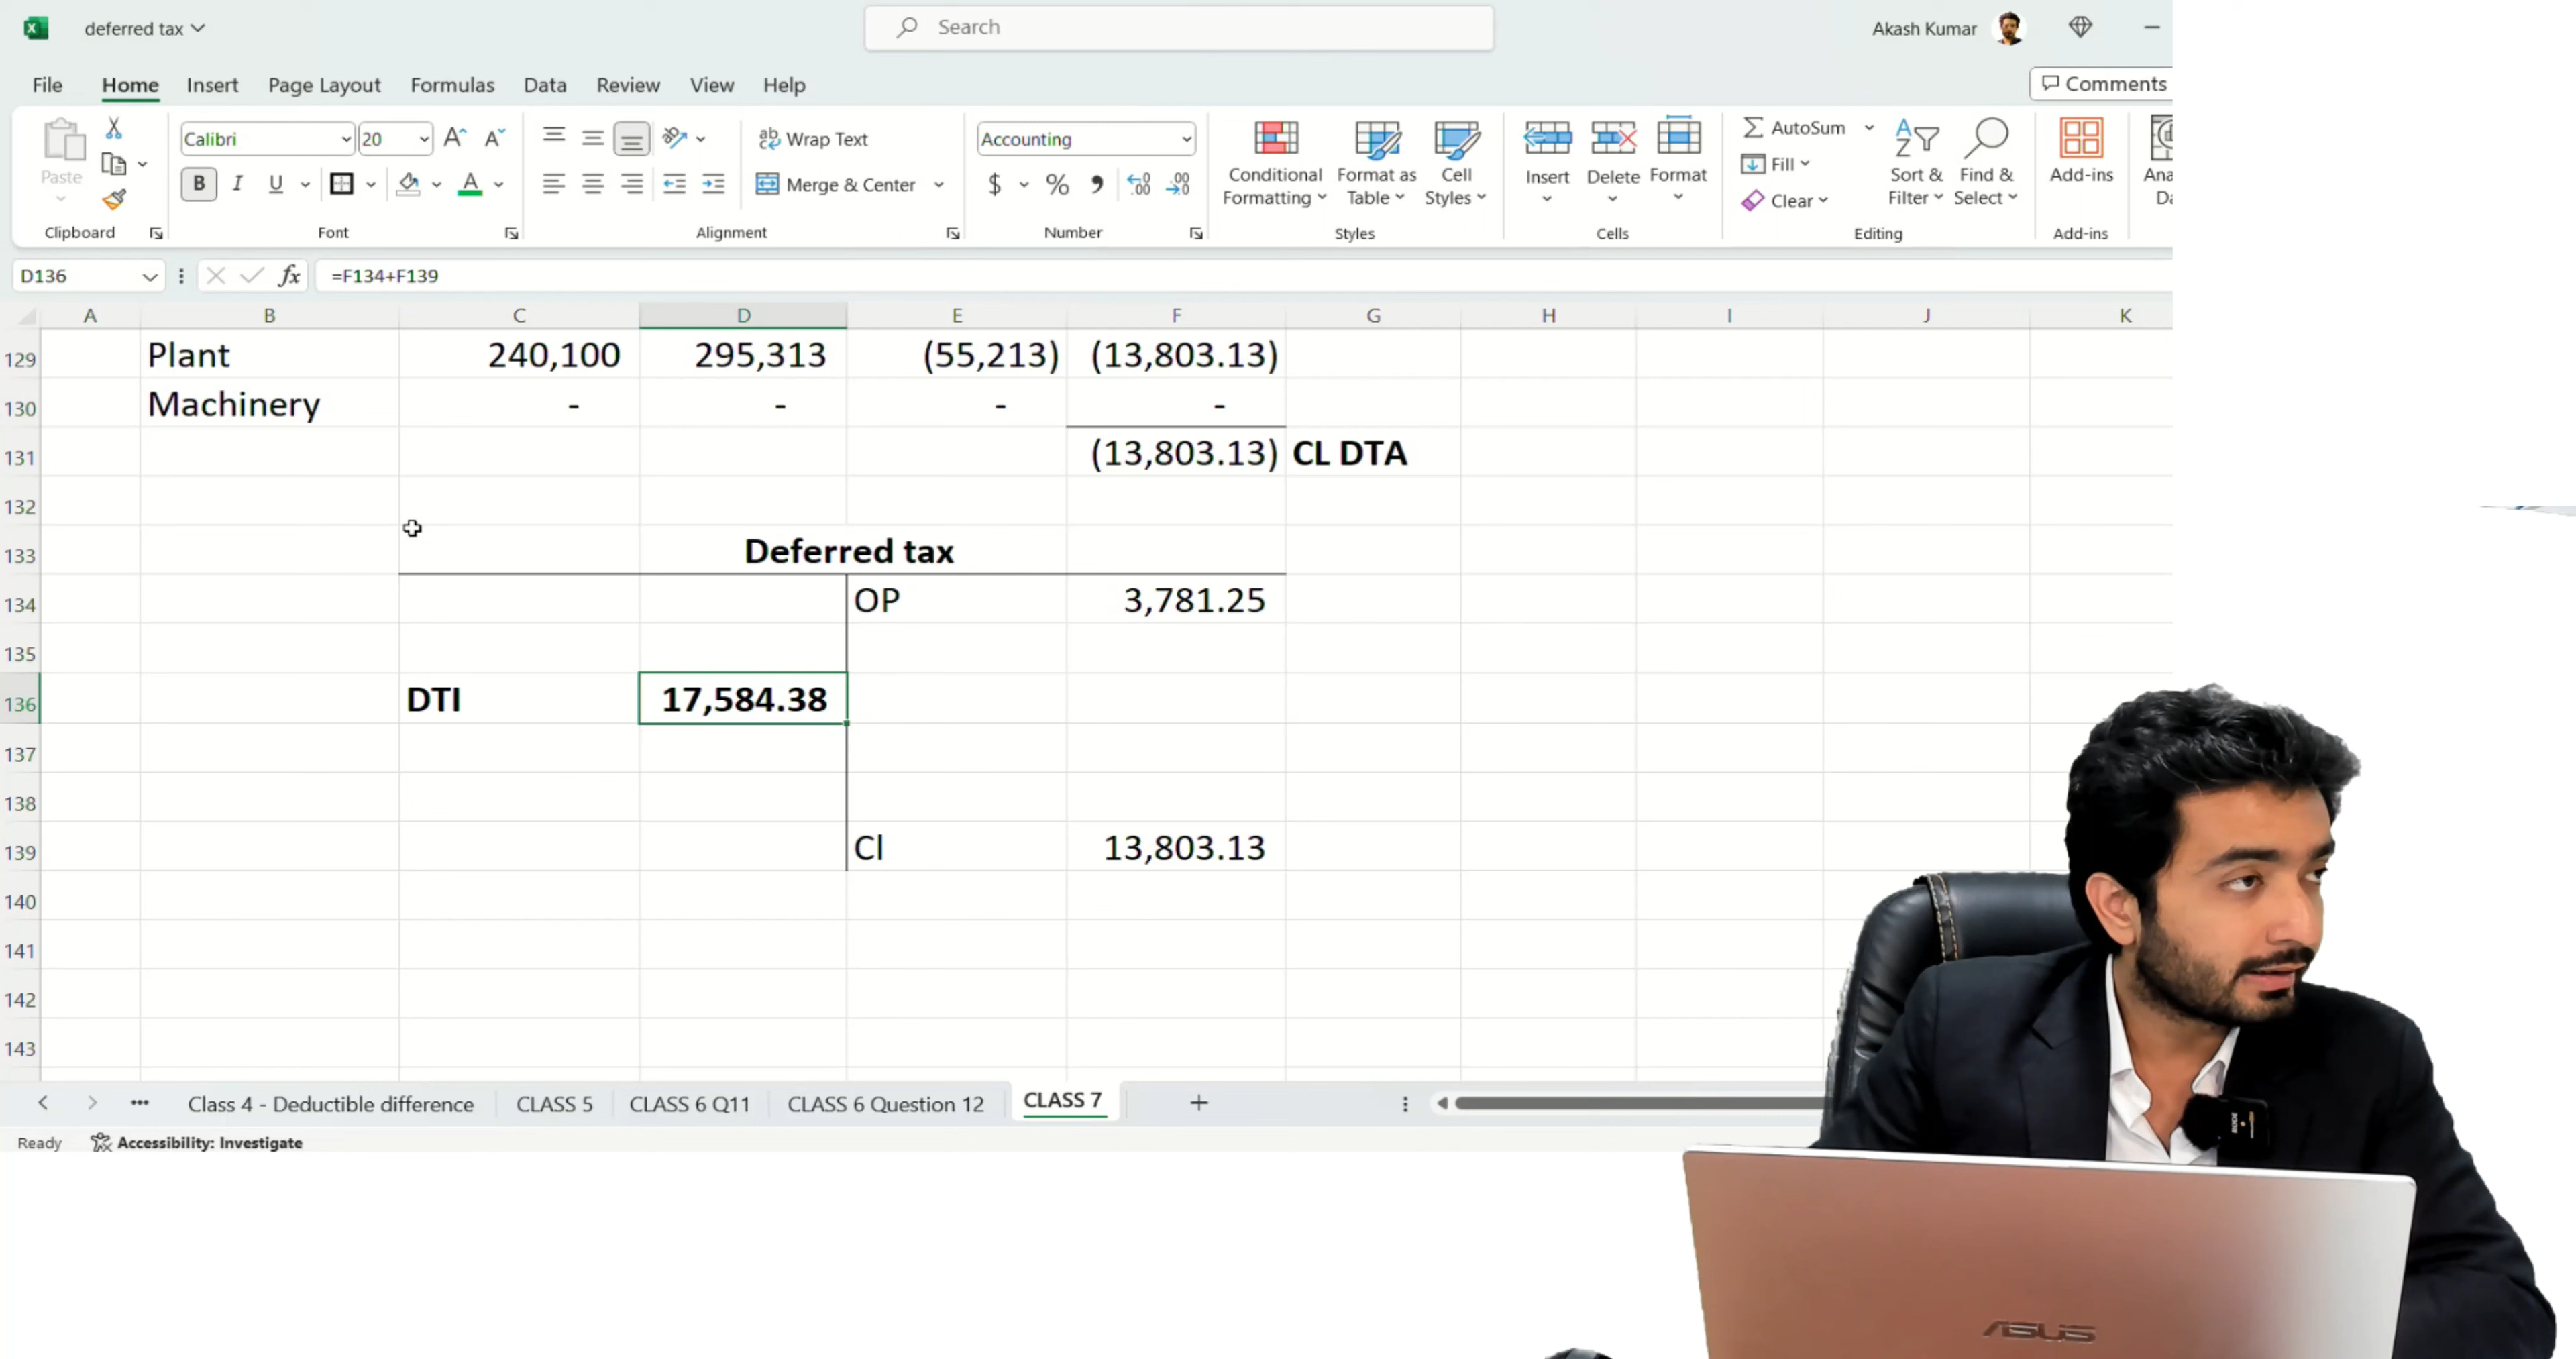 deferred tax
Search
Akash Kumar
File Home Insert Page Layout Formulas Data Review View Help
Comments
Paste
Calibri 20
B I U
Wrap Text
Merge & Center
Accounting
$ %
Conditional Formatting
Format as Table
Cell Styles
Insert
Delete
Format
AutoSum
Fill
Clear
Sort & Filter
Find & Select
Add-ins
Clipboard Font Alignment Number Styles Cells Editing Add-ins
D136 fx =F134+F139
A B C D E F G H I J K
129 Plant 240,100 295,313 (55,213) (13,803.13)
130 Machinery - - - -
131 (13,803.13) CL DTA
132
133 Deferred tax
134 OP 3,781.25
135
136 DTI 17,584.38
137
138
139 Cl 13,803.13
140
141
142
143
Class 4 - Deductible difference CLASS 5 CLASS 6 Q11 CLASS 6 Question 12 CLASS 7
Ready Accessibility: Investigate
ASUS